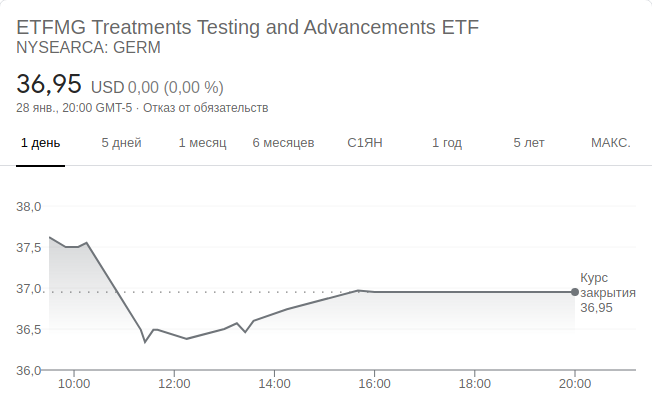 ETFMG Treatments Testing and Advancements ETF
NYSEARCA: GERM
36,95 USD 0,00 (0,00 %)
28 янв., 20:00 GMT-5 · Отказ от обязательств
1 день 5 дней 1 месяц 6 месяцев С1ЯН 1 год 5 лет МАКС.
38,0
37,5
37,0
36,5
36,0
Курс
закрытия
36,95
10:00 12:00 14:00 16:00 18:00 20:00